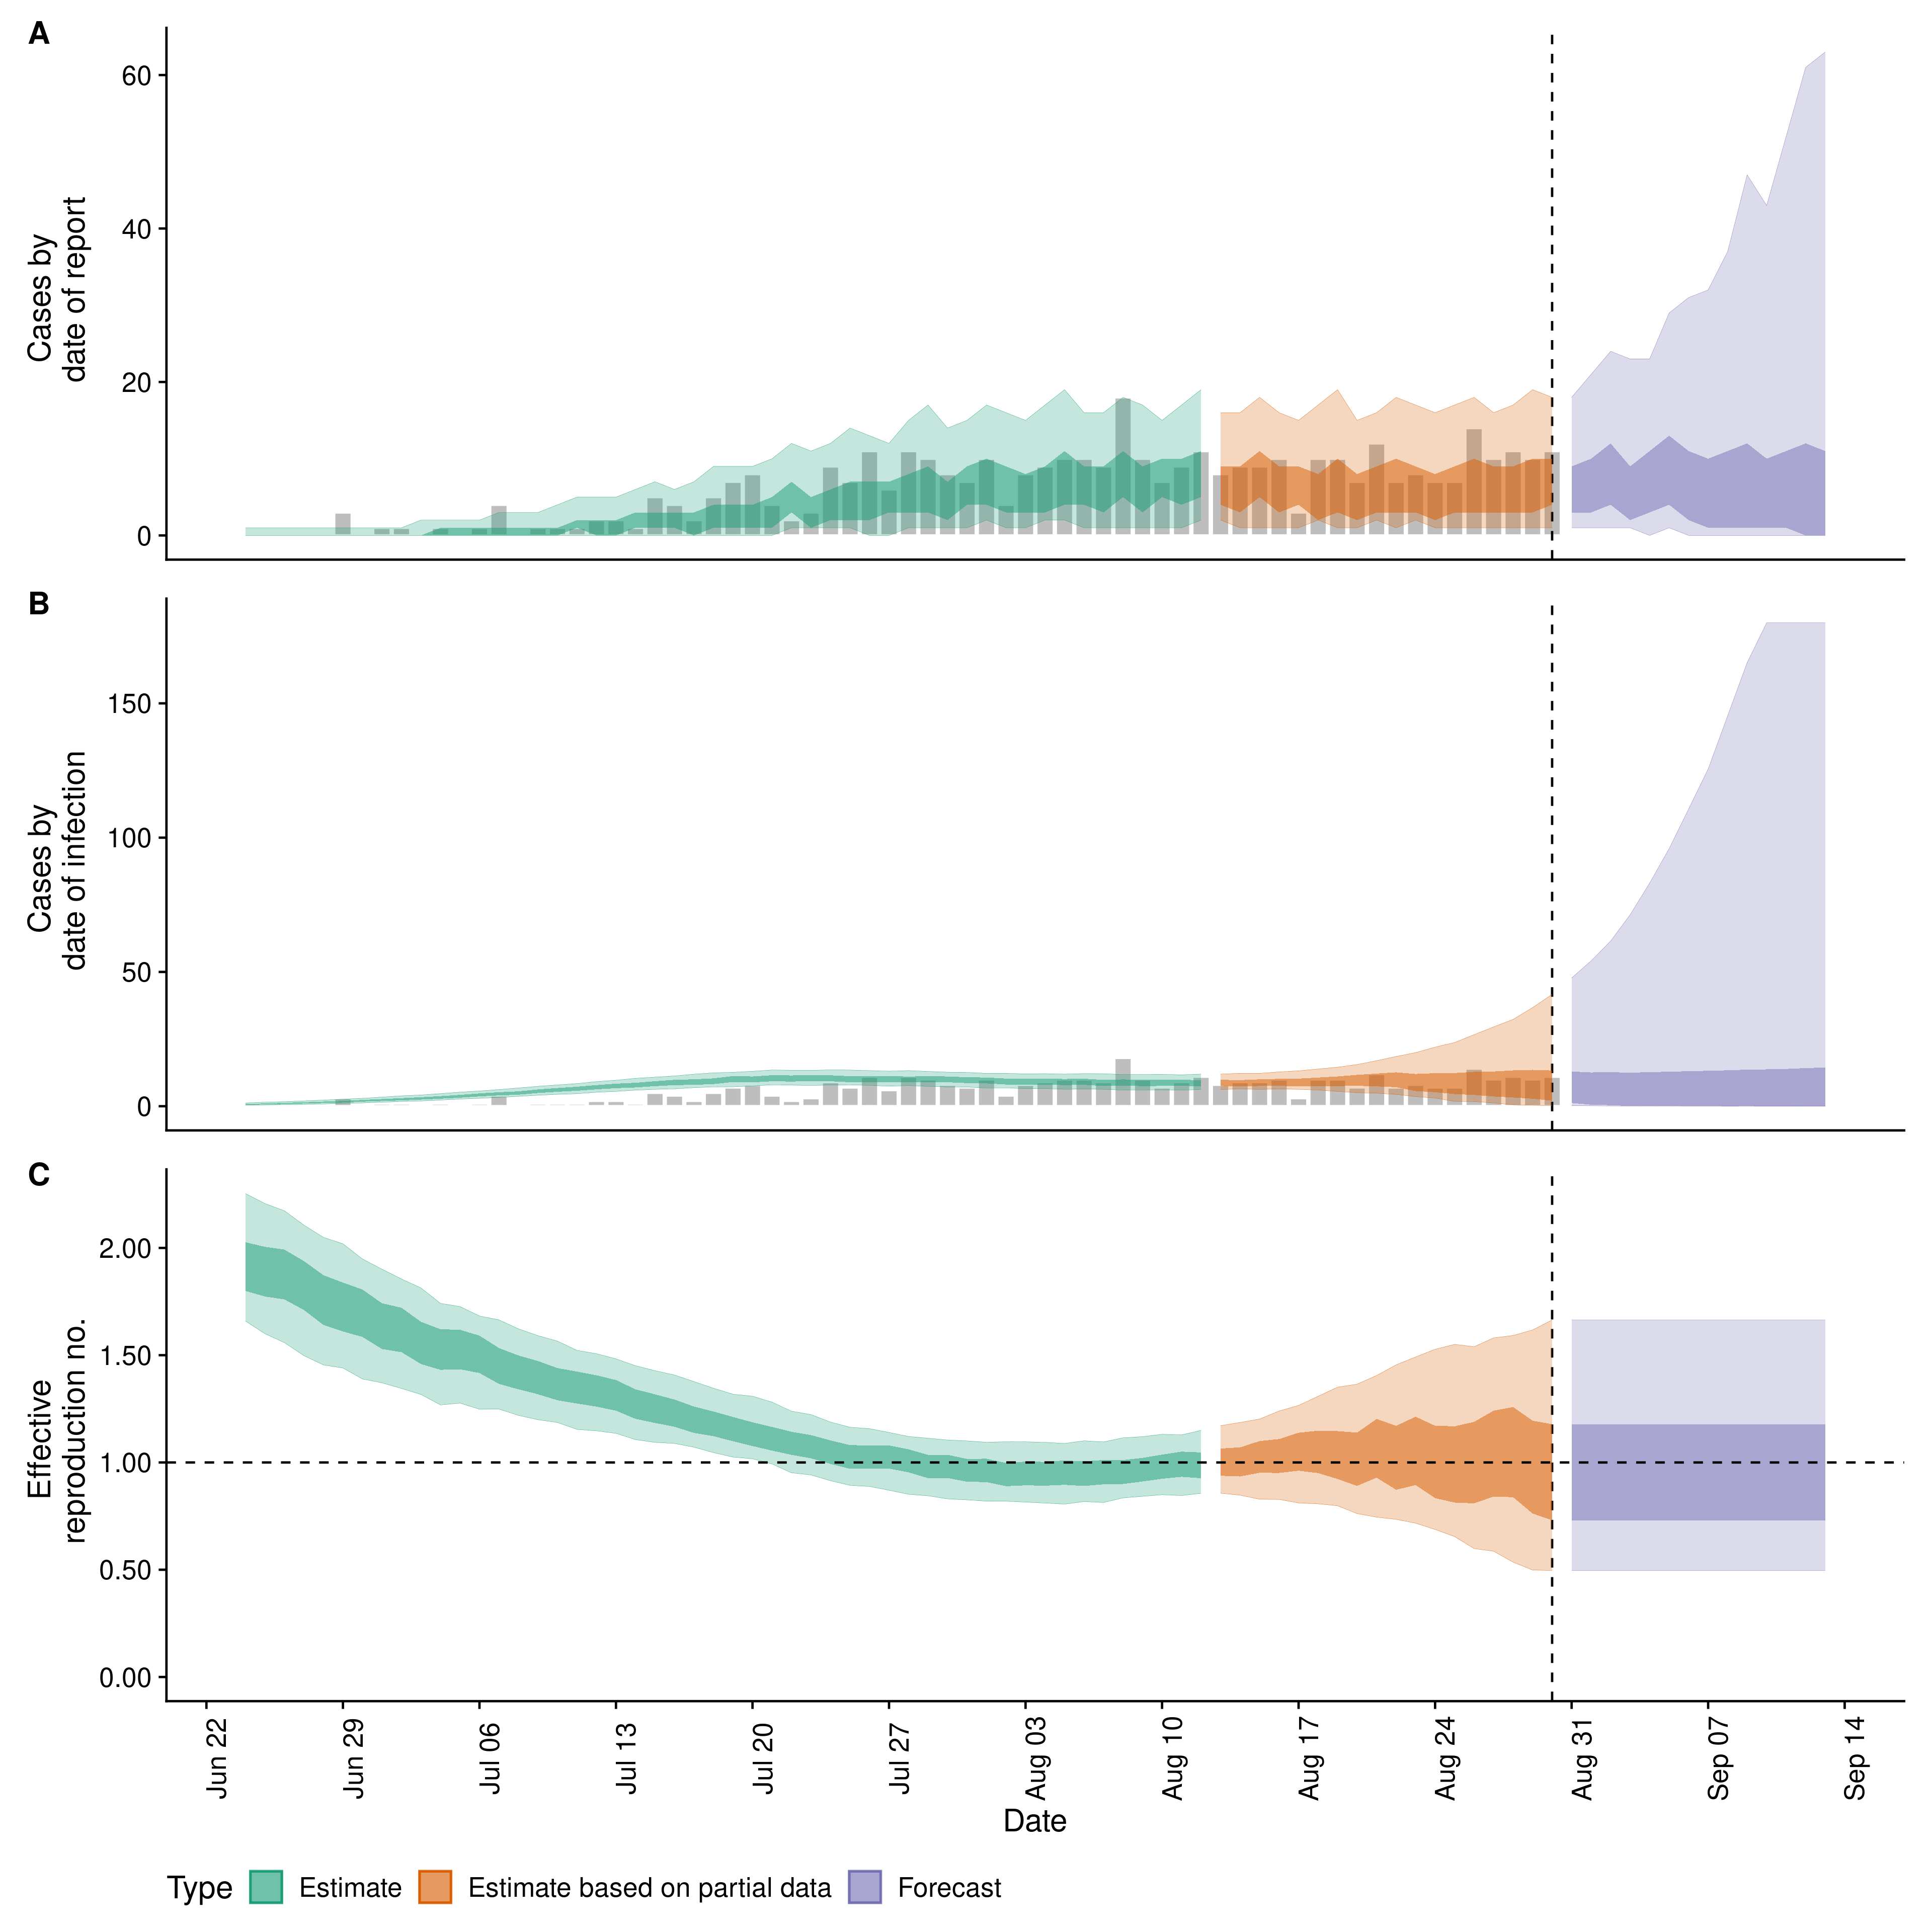 A
Cases by
date of report
60
40
20
0
B
Cases by
date of infection
150
100
50
0
C
Effective
reproduction no.
2.00
1.50
1.00
0.50
0.00
Jun 22
Jun 29
Jul 06
Jul 13
Jul 20
Jul 27
Aug 03
Aug 10
Aug 17
Aug 24
Aug 31
Sep 07
Sep 14
Date
Type Estimate Estimate based on partial data Forecast